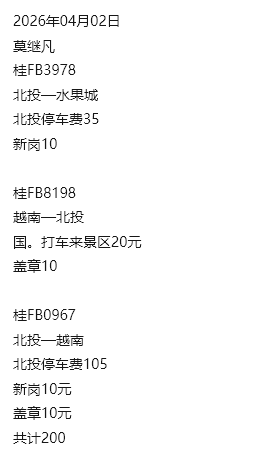 2026年04月02日
莫继凡
桂FB3978
北投—水果城
北投停车费35
新岗10
桂FB8198
越南—北投
国。打车来景区20元
盖章10
桂FB0967
北投—越南
北投停车费105
新岗10元
盖章10元
共计200